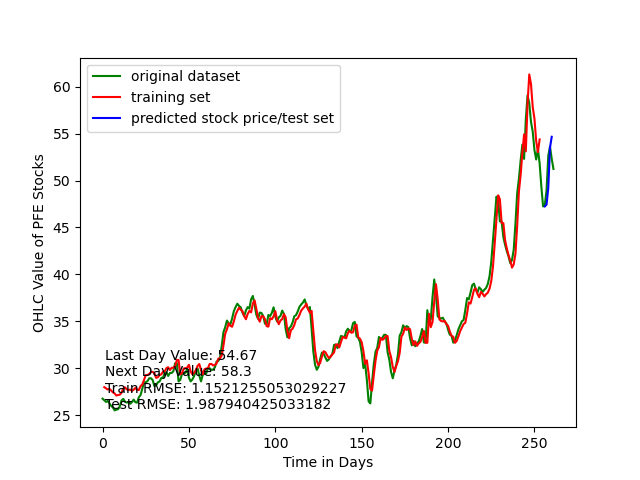 original dataset
training set
predicted stock price/test set
OHLC Value of PFE Stocks
60
55
50
45
40
35
30
25
Last Day Value: 54.67
Next Day Value: 58.3
Train RMSE: 1.1521255053029227
Test RMSE: 1.987940425033182
0
50
100
150
200
250
Time in Days